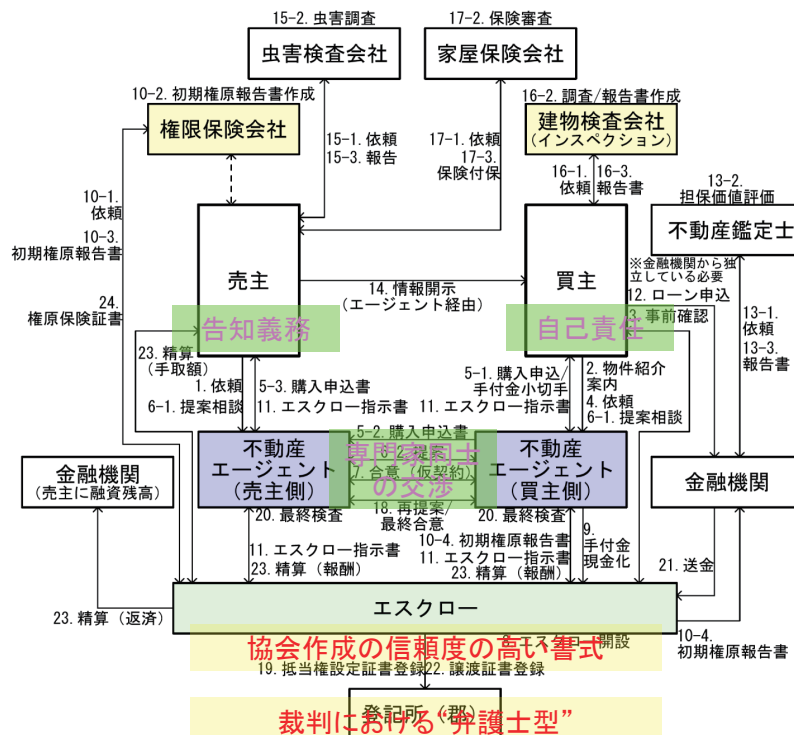 15-2. 虫害調査
17-2. 保険審査
虫害検査会社
家屋保険会社
10-2. 初期権原報告書作成
16-2. 調査/報告書作成
権限保険会社
建物検査会社
(インスペクション)
15-1. 依頼
15-3. 報告
17-1. 依頼
17-3.
保険付保
16-1.
依頼
16-3.
報告書
13-2.
担保価値評価
不動産鑑定士
10-1.
依頼
10-3.
初期権原報告書
24.
権原保険証書
売主
買主
※金融機関から独
立している必要
14. 情報開示
(エージェント経由)
12. ローン申込
3. 事前確認
告知義務
自己責任
13-1.
依頼
13-3.
報告書
23. 精算
(手取額)
1. 依頼
6-1. 提案相談
5-3. 購入申込書
11. エスクロー指示書
5-1. 購入申込/
手付金小切手
11. エスクロー指示書
2. 物件紹介
案内
4. 依頼
6-1. 提案相談
不動産
エージェント
(売主側)
5-2. 購入申込書
6-2. 提案
7. 合意(仮契約)
専門家同士
の交渉
18. 再提案/
最終合意
不動産
エージェント
(買主側)
金融機関
(売主に融資残高)
金融機関
20. 最終検査
20. 最終検査
11. エスクロー指示書
23. 精算(報酬)
10-4. 初期権原報告書
11. エスクロー指示書
23. 精算(報酬)
9.
手付金
現金化
21. 送金
エスクロー
23. 精算(返済)
8. エスクロー開設
10-4.
初期権原報告書
協会作成の信頼度の高い書式
19. 抵当権設定証書登録
22. 譲渡証書登録
登記所(郡)
裁判における“弁護士型”